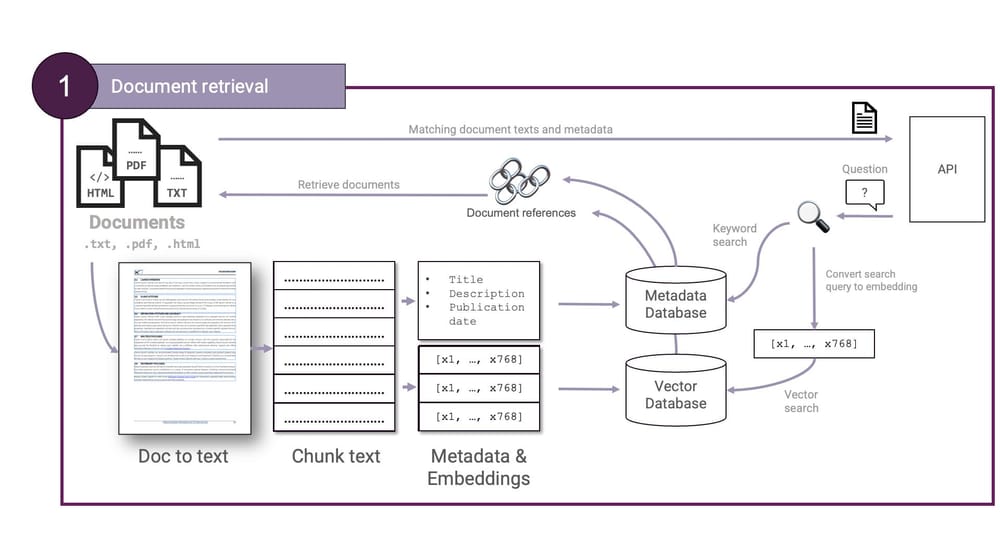 1
Document retrieval
Matching document texts and metadata
......
PDF
</>
HTML
......
TXT
API
Retrieve documents
Question
?
Document references
Documents
.txt, .pdf, .html
Keyword
search
Title
Description
Publication
date
Metadata
Database
Convert search
query to embedding
[x1, …, x768]
[x1, …, x768]
[x1, …, x768]
[x1, …, x768]
Vector
Database
Vector
search
Doc to text
Chunk text
Metadata &
Embeddings